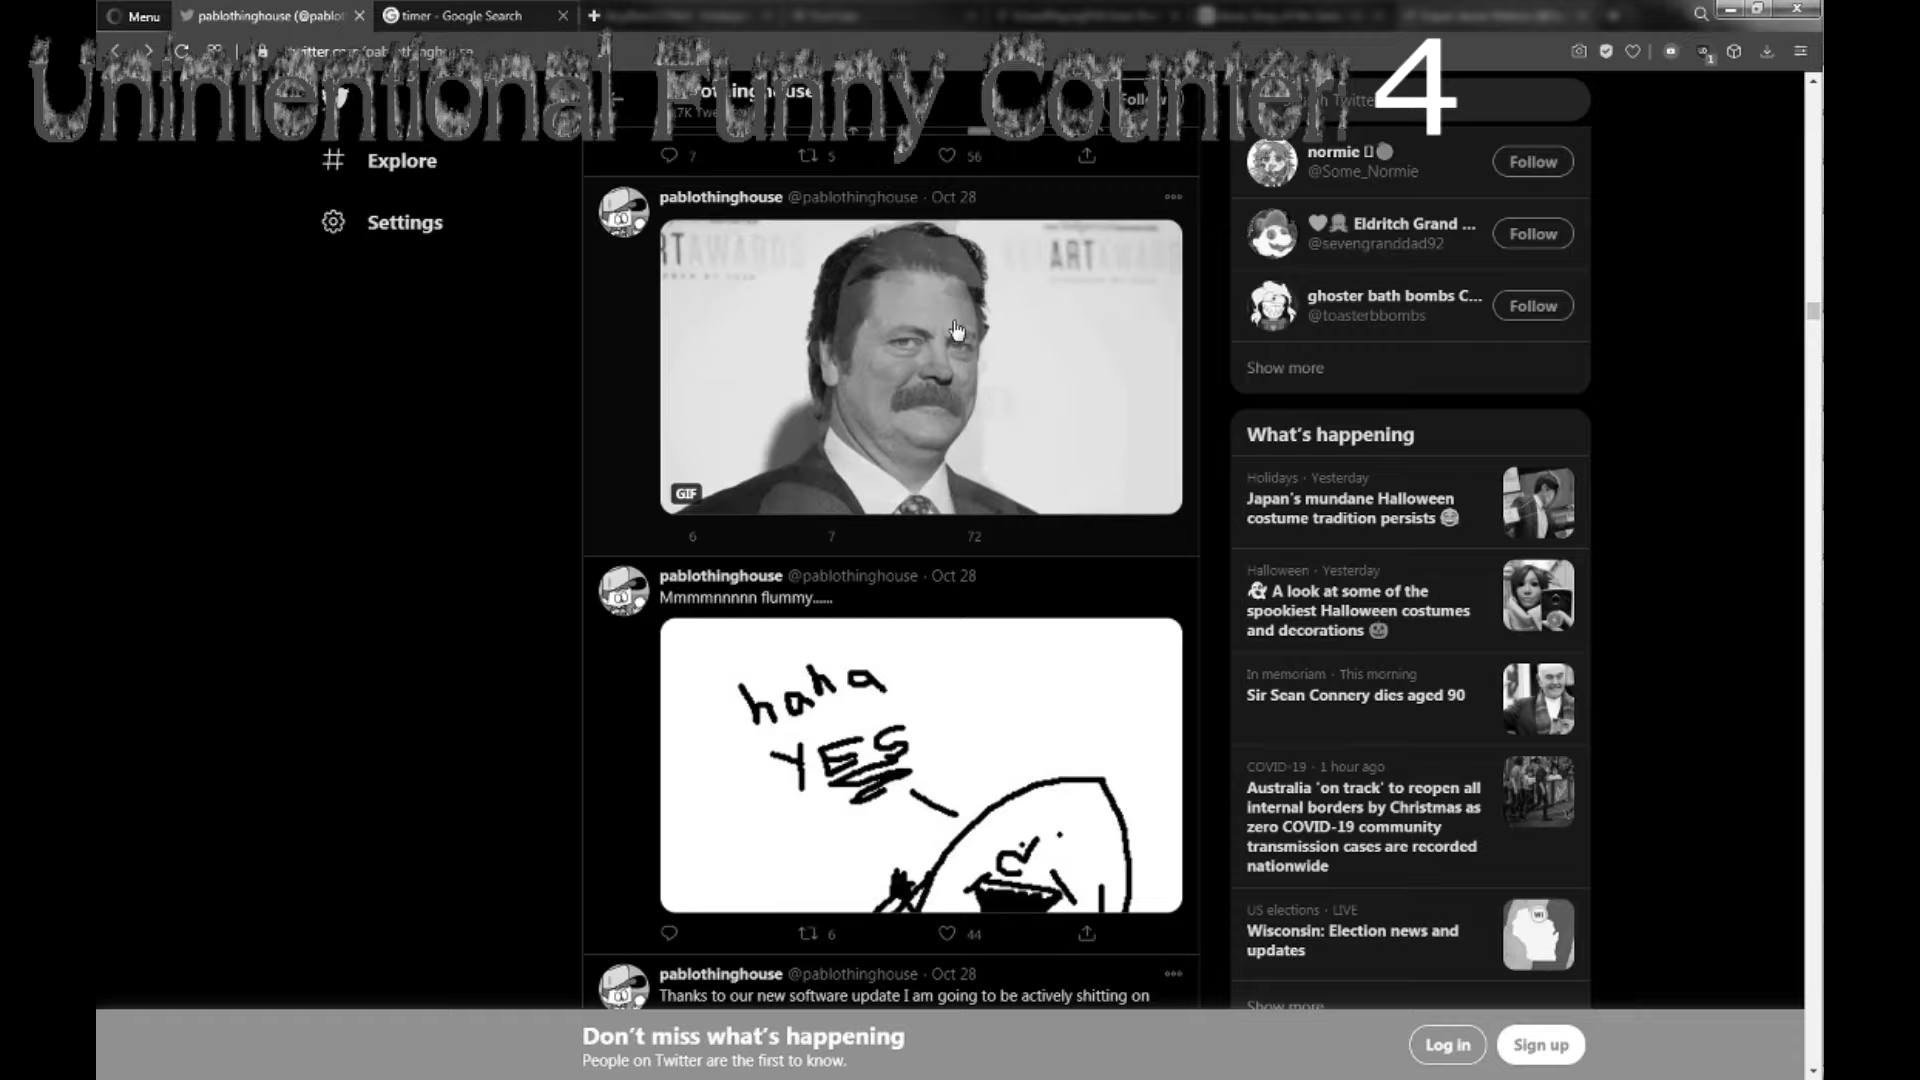 Menu
pablothinghouse (@pablot
timer - Google Search
twitter.com/pablothinghouse
1
Unintentional Funny Counter: 4
Follow
7
5
56
Explore
Settings
pablothinghouse @pablothinghouse · Oct 28
ART AWARDS
ART
GIF
6
7
72
pablothinghouse @pablothinghouse · Oct 28
Mmmmnnnnn flummy......
haha
YES
6
44
pablothinghouse @pablothinghouse · Oct 28
Thanks to our new software update I am going to be actively shitting on
normie
@Some_Normie
Follow
Eldritch Grand ...
@sevengranddad92
Follow
ghoster bath bombs C...
@toasterbbombs
Follow
Show more
What's happening
Holidays · Yesterday
Japan's mundane Halloween
costume tradition persists
Halloween · Yesterday
A look at some of the
spookiest Halloween costumes
and decorations
In memoriam · This morning
Sir Sean Connery dies aged 90
COVID-19 · 1 hour ago
Australia 'on track' to reopen all
internal borders by Christmas as
zero COVID-19 community
transmission cases are recorded
nationwide
US elections · LIVE
Wisconsin: Election news and
updates
WI
Show more
Don't miss what's happening
People on Twitter are the first to know.
Log in
Sign up